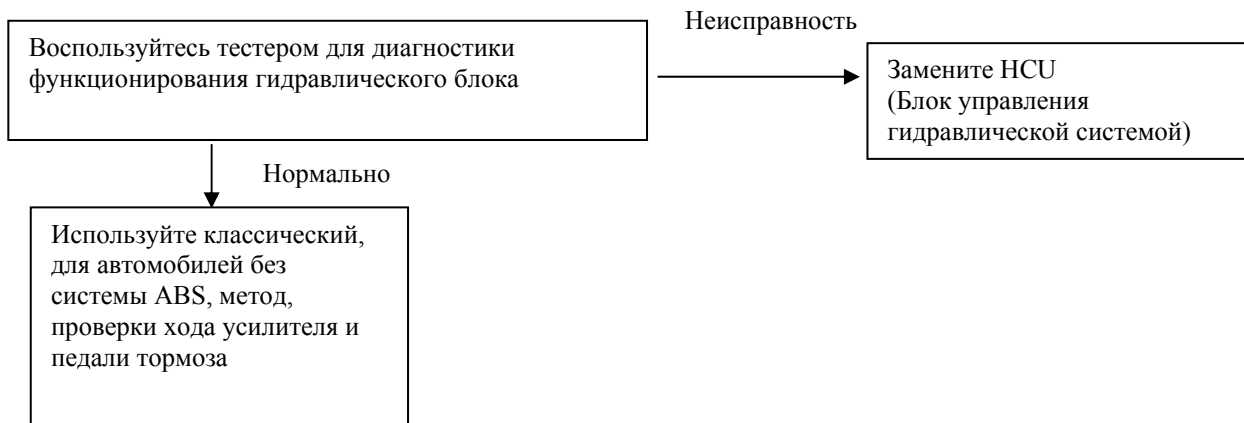 Неисправность
Воспользуйтесь тестером для диагностики
функционирования гидравлического блока
Замените HCU
(Блок управления
гидравлической системой)
Нормально
Используйте классический,
для автомобилей без
системы ABS, метод,
проверки хода усилителя и
педали тормоза